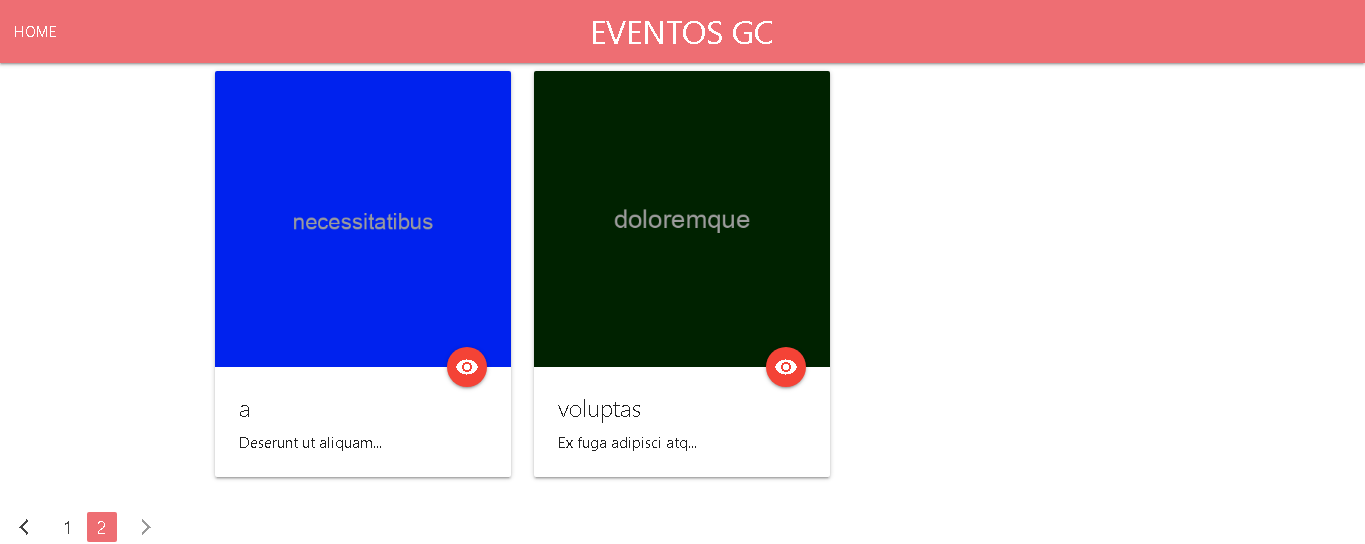 HOME
EVENTOS GC
necessitatibus
doloremque
a
Deserunt ut aliquam...
voluptas
Ex fuga adipisci atq...
1 2